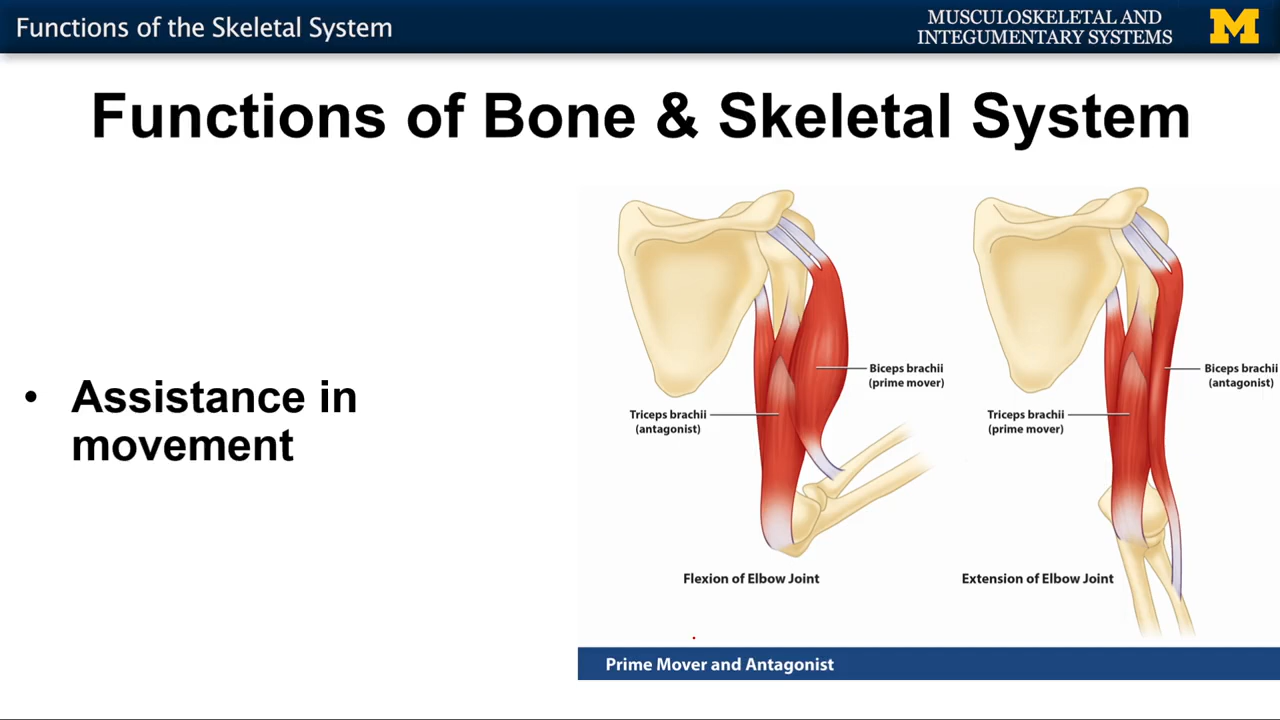 Functions of the Skeletal System
MUSCULOSKELETAL AND
INTEGUMENTARY SYSTEMS
M
Functions of Bone & Skeletal System
• Assistance in
movement
Biceps brachii
(prime mover)
Triceps brachii
(antagonist)
Flexion of Elbow Joint
Biceps brachii
(antagonist)
Triceps brachii
(prime mover)
Extension of Elbow Joint
Prime Mover and Antagonist